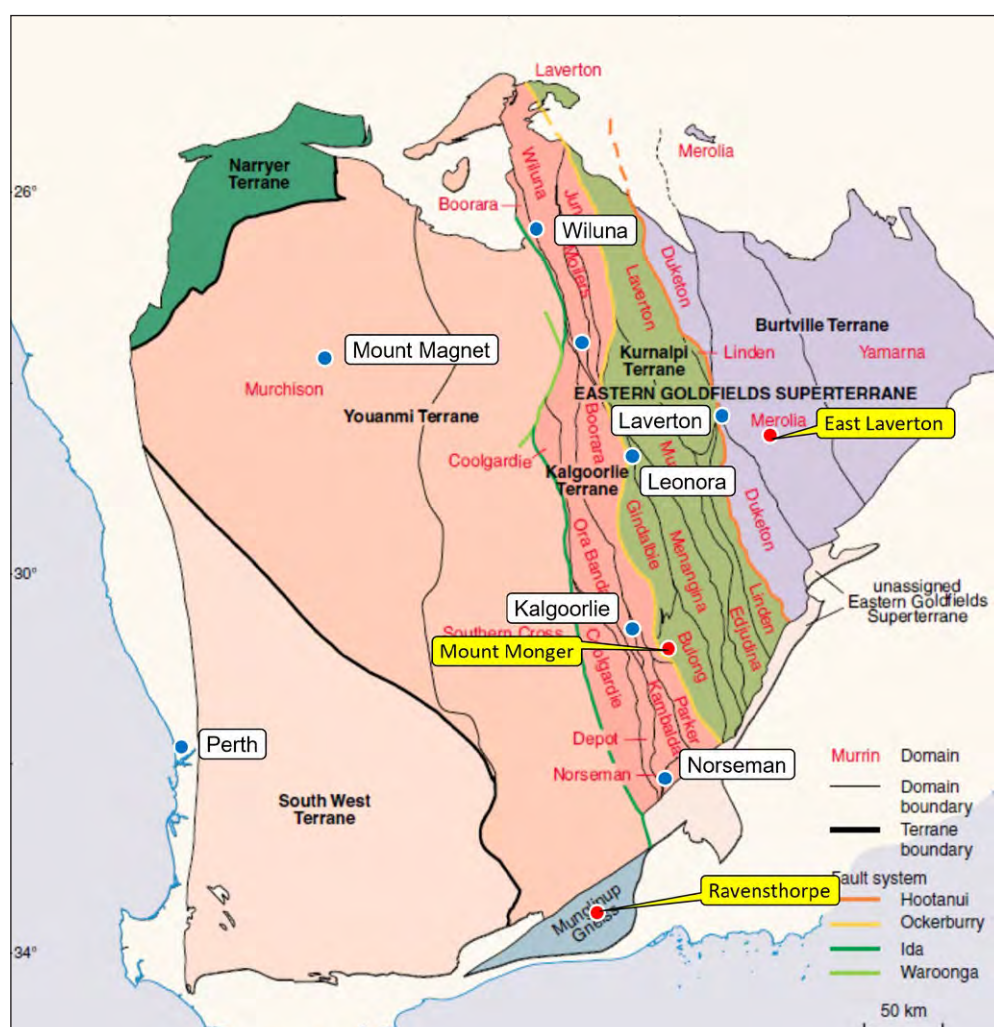 Laverton
Merolia
Narryer
Terrane
26°
Wiluna
Boorara
Wiluna
Duketon
Laverton
Burtville Terrane
Kurnalpi
Terrane
Linden
Yamarna
Mount Magnet
Murchison
Youanmi Terrane
EASTERN GOLDFIELDS SUPERTERRANE
Merolia
East Laverton
Laverton
Boorara
Coolgardie
Kalgoorlie
Terrane
Leonora
Gindalbie
Menangina
Duketon
Linden
Edjudina
30°
unassigned
Eastern Goldfields
Superterrane
Kalgoorlie
Southern Cross
Mount Monger
Bulong
Coolgardie
Kambalda
Parker
Perth
Depot
Norseman
Norseman
South West
Terrane
Murrin Domain
Domain
boundary
Terrane
boundary
Fault system
Hootanui
Ockerburry
Ida
Waroonga
Ravensthorpe
Munglinup
Gneiss
34°
50 km